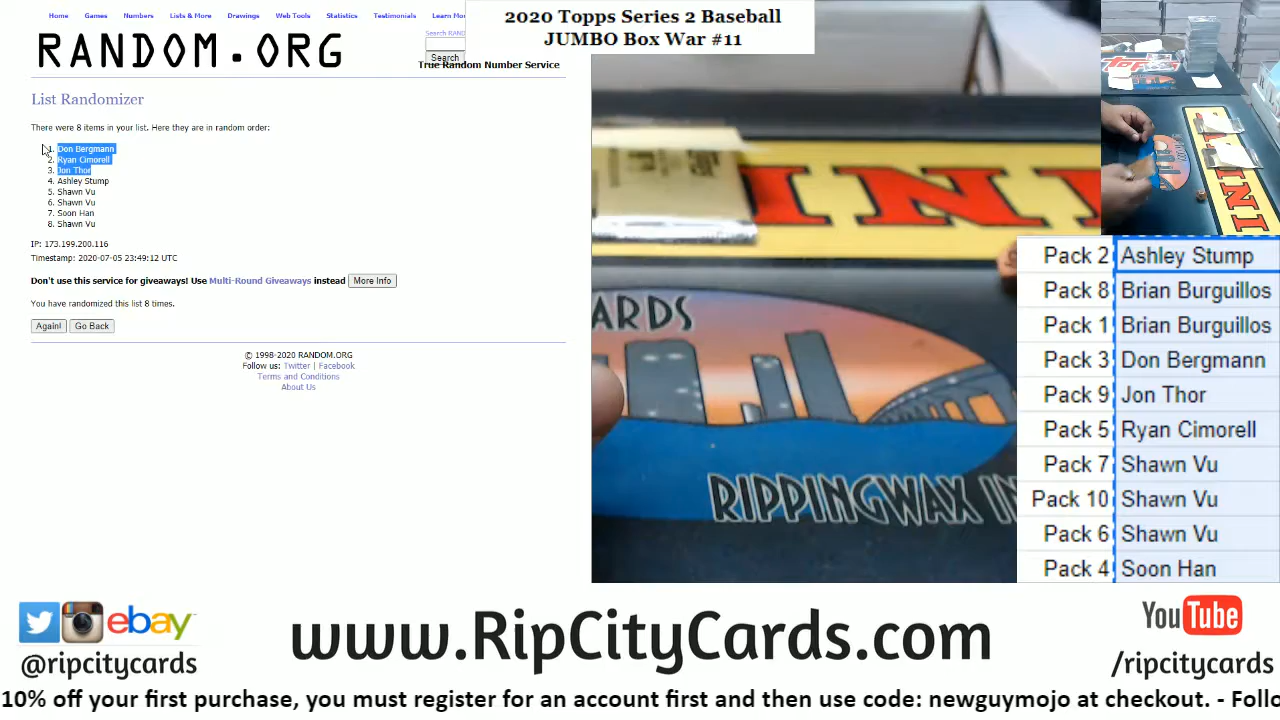 Home Games Numbers Lists & More Drawings Web Tools Statistics Testimonials Learn Mo
2020 Topps Series 2 Baseball
JUMBO Box War #11
RANDOM.ORG
Search RAND
Search
True Random Number Service
List Randomizer
There were 8 items in your list. Here they are in random order:
1. Don Bergmann
2. Ryan Cimorell
3. Jon Thor
4. Ashley Stump
5. Shawn Vu
6. Shawn Vu
7. Soon Han
8. Shawn Vu
IP: 173.199.200.116
Timestamp: 2020-07-05 23:49:12 UTC
Don't use this service for giveaways! Use Multi-Round Giveaways instead More Info
You have randomized this list 8 times.
Again! Go Back
© 1998-2020 RANDOM.ORG
Follow us: Twitter | Facebook
Terms and Conditions
About Us
INI
ARDS
RIPPINGWAX IN
topps
INI
Pack 2 Ashley Stump
Pack 8 Brian Burguillos
Pack 1 Brian Burguillos
Pack 3 Don Bergmann
Pack 9 Jon Thor
Pack 5 Ryan Cimorell
Pack 7 Shawn Vu
Pack 10 Shawn Vu
Pack 6 Shawn Vu
Pack 4 Soon Han
ebay
@ripcitycards
www.RipCityCards.com
YouTube
/ripcitycards
10% off your first purchase, you must register for an account first and then use code: newguymojo at checkout. - Follo